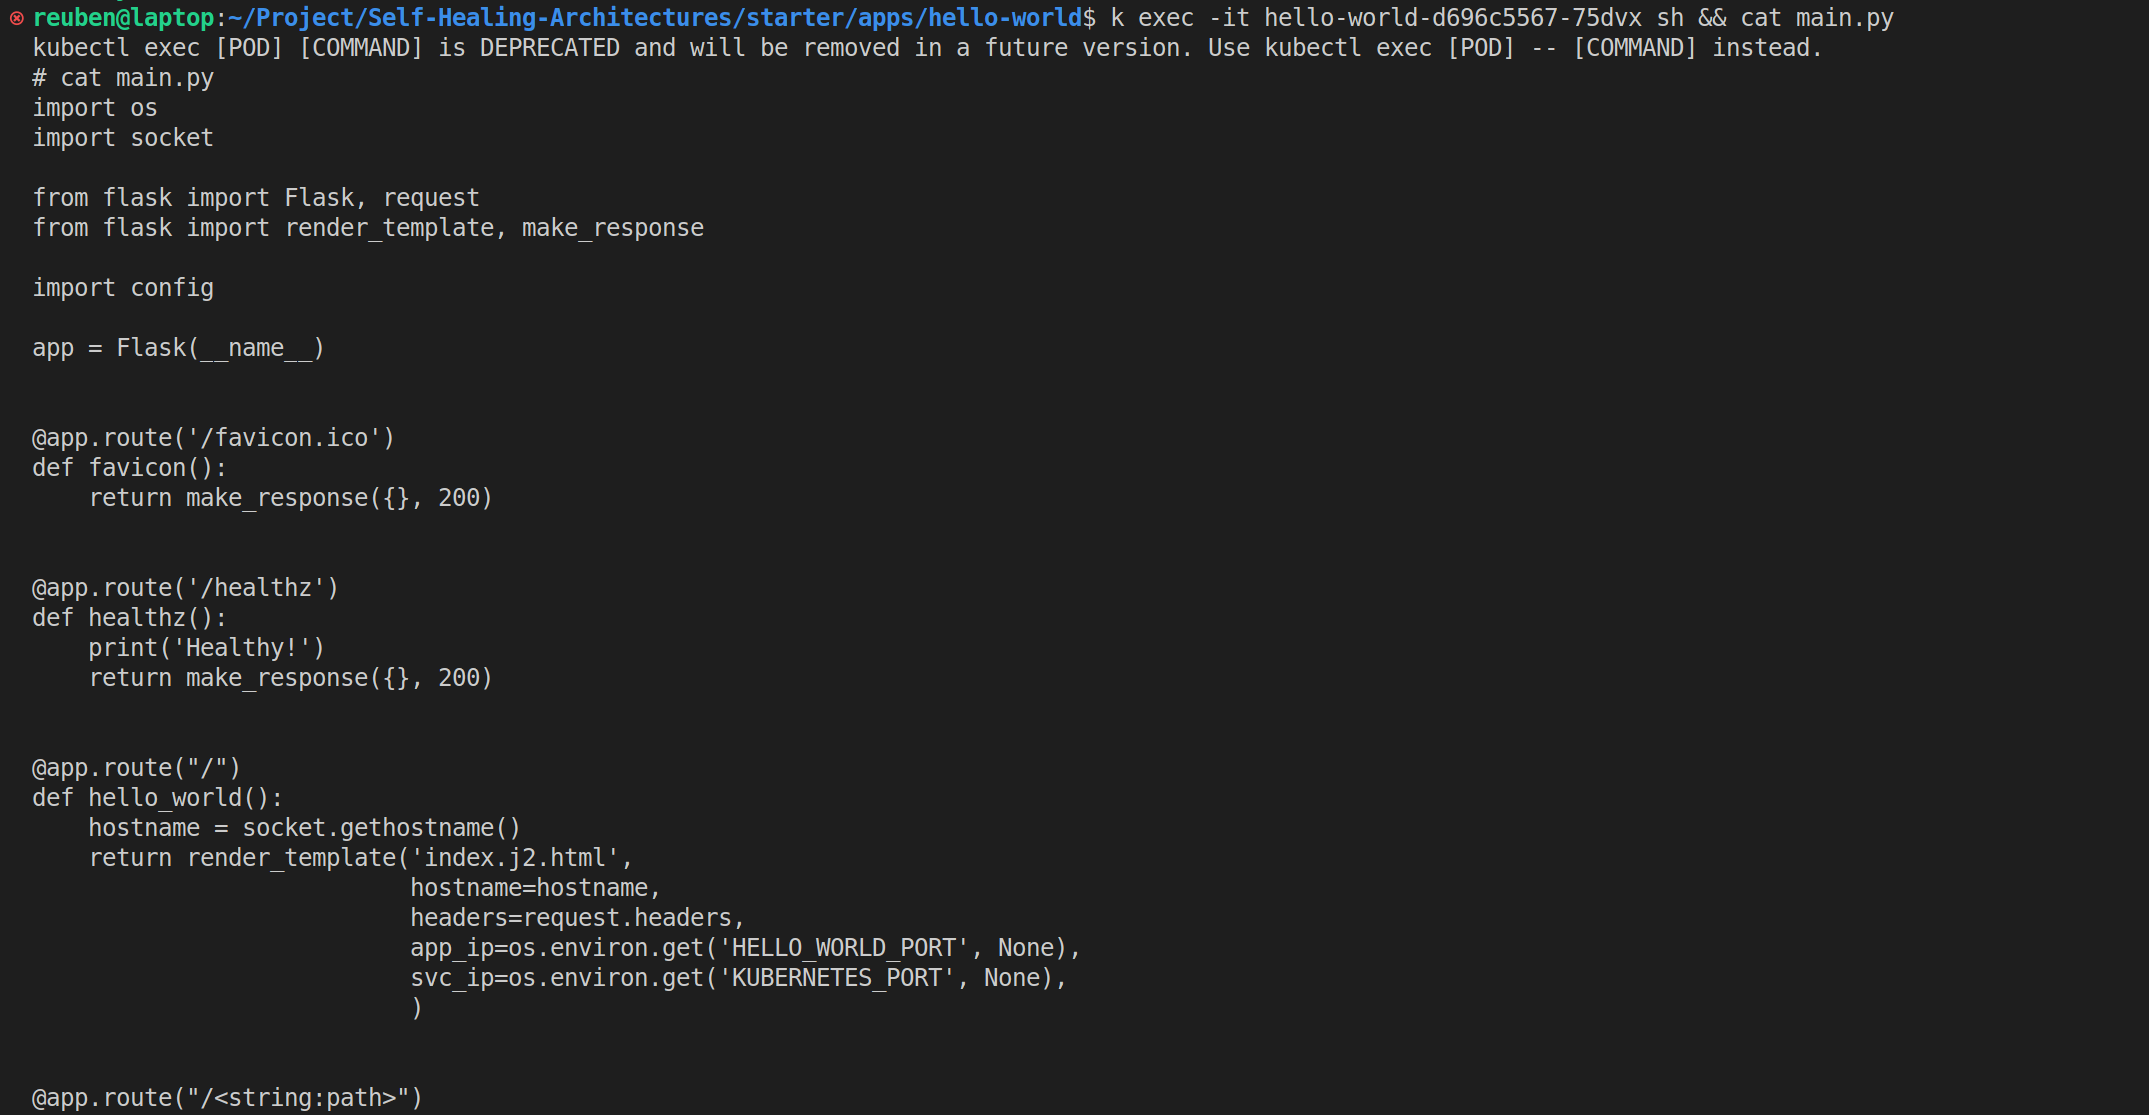 reuben@laptop:~/Project/Self-Healing-Architectures/starter/apps/hello-world$ k exec -it hello-world-d696c5567-75dvx sh && cat main.py
kubectl exec [POD] [COMMAND] is DEPRECATED and will be removed in a future version. Use kubectl exec [POD] -- [COMMAND] instead.
# cat main.py
import os
import socket

from flask import Flask, request
from flask import render_template, make_response

import config

app = Flask(__name__)


@app.route('/favicon.ico')
def favicon():
    return make_response({}, 200)


@app.route('/healthz')
def healthz():
    print('Healthy!')
    return make_response({}, 200)


@app.route("/")
def hello_world():
    hostname = socket.gethostname()
    return render_template('index.j2.html',
                           hostname=hostname,
                           headers=request.headers,
                           app_ip=os.environ.get('HELLO_WORLD_PORT', None),
                           svc_ip=os.environ.get('KUBERNETES_PORT', None),
                           )


@app.route("/<string:path>")